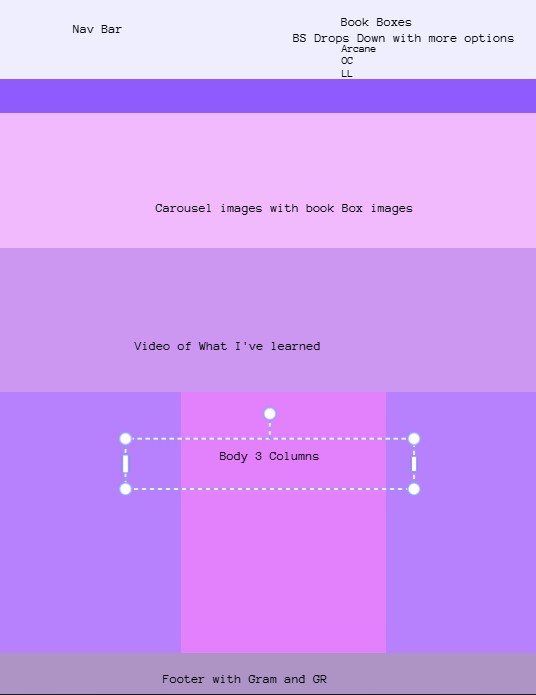 Nav Bar
Book Boxes
BS Drops Down with more options
Arcane
OC
LL
Carousel images with book Box images
Video of What I've learned
Body 3 Columns
Footer with Gram and GR